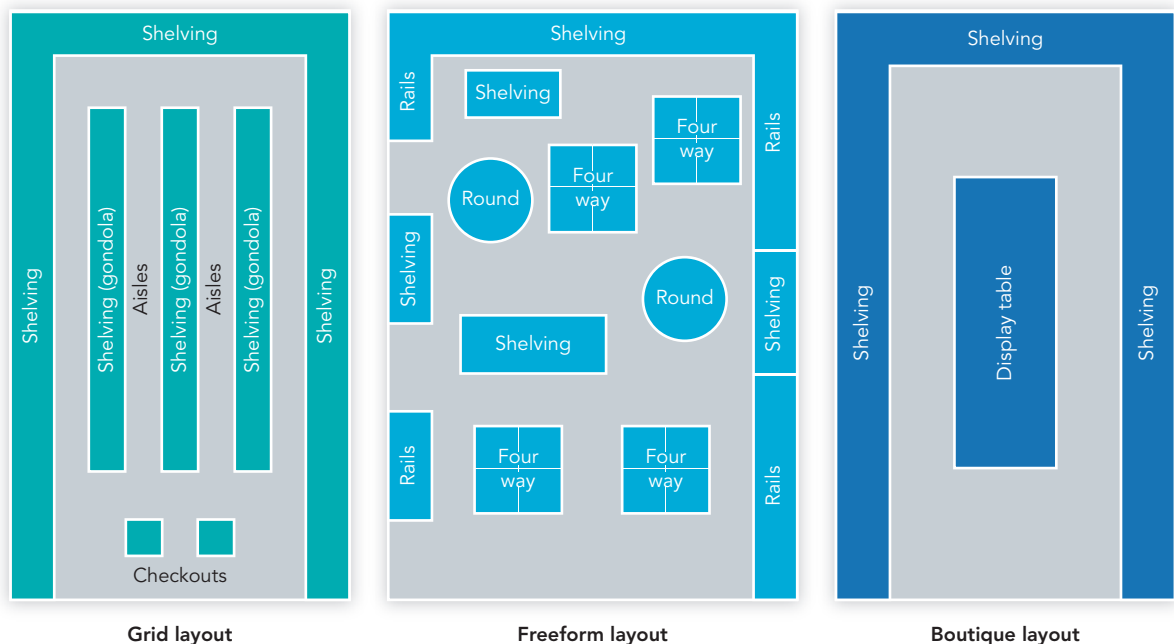 Shelving
Shelving
Shelving (gondola)
Aisles
Shelving (gondola)
Aisles
Shelving (gondola)
Shelving
Checkouts
Grid layout
Shelving
Rails
Shelving
Four
way
Rails
Four
way
Round
Shelving
Round
Shelving
Shelving
Rails
Four
way
Four
way
Rails
Freeform layout
Shelving
Shelving
Display table
Shelving
Boutique layout